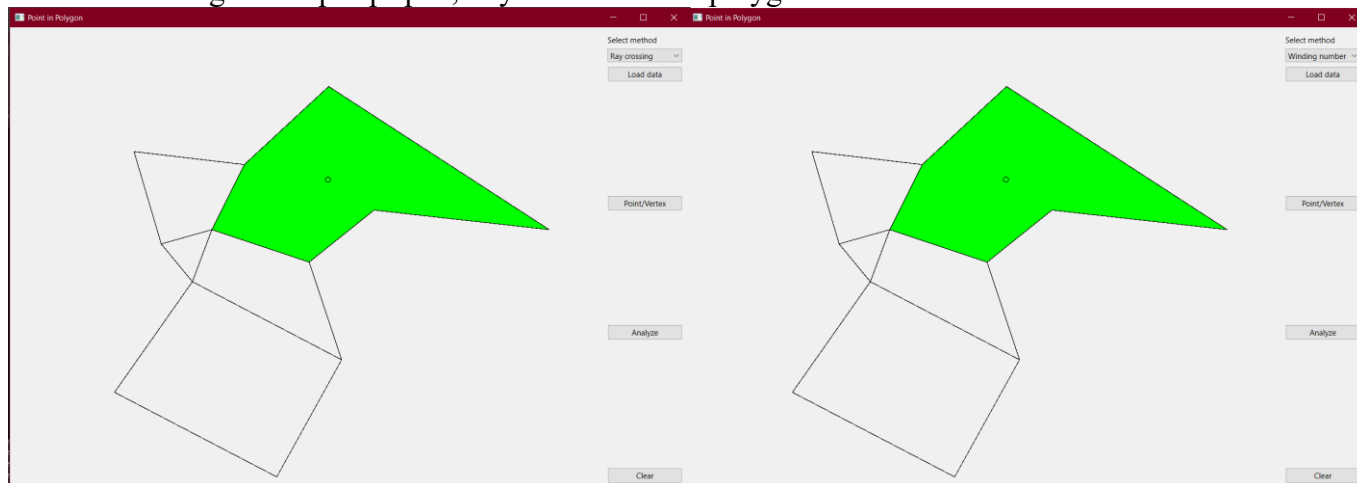 Point in Polygon
Select method
Ray crossing
Load data
Point/Vertex
Analyze
Clear
Point in Polygon
Select method
Winding number
Load data
Point/Vertex
Analyze
Clear